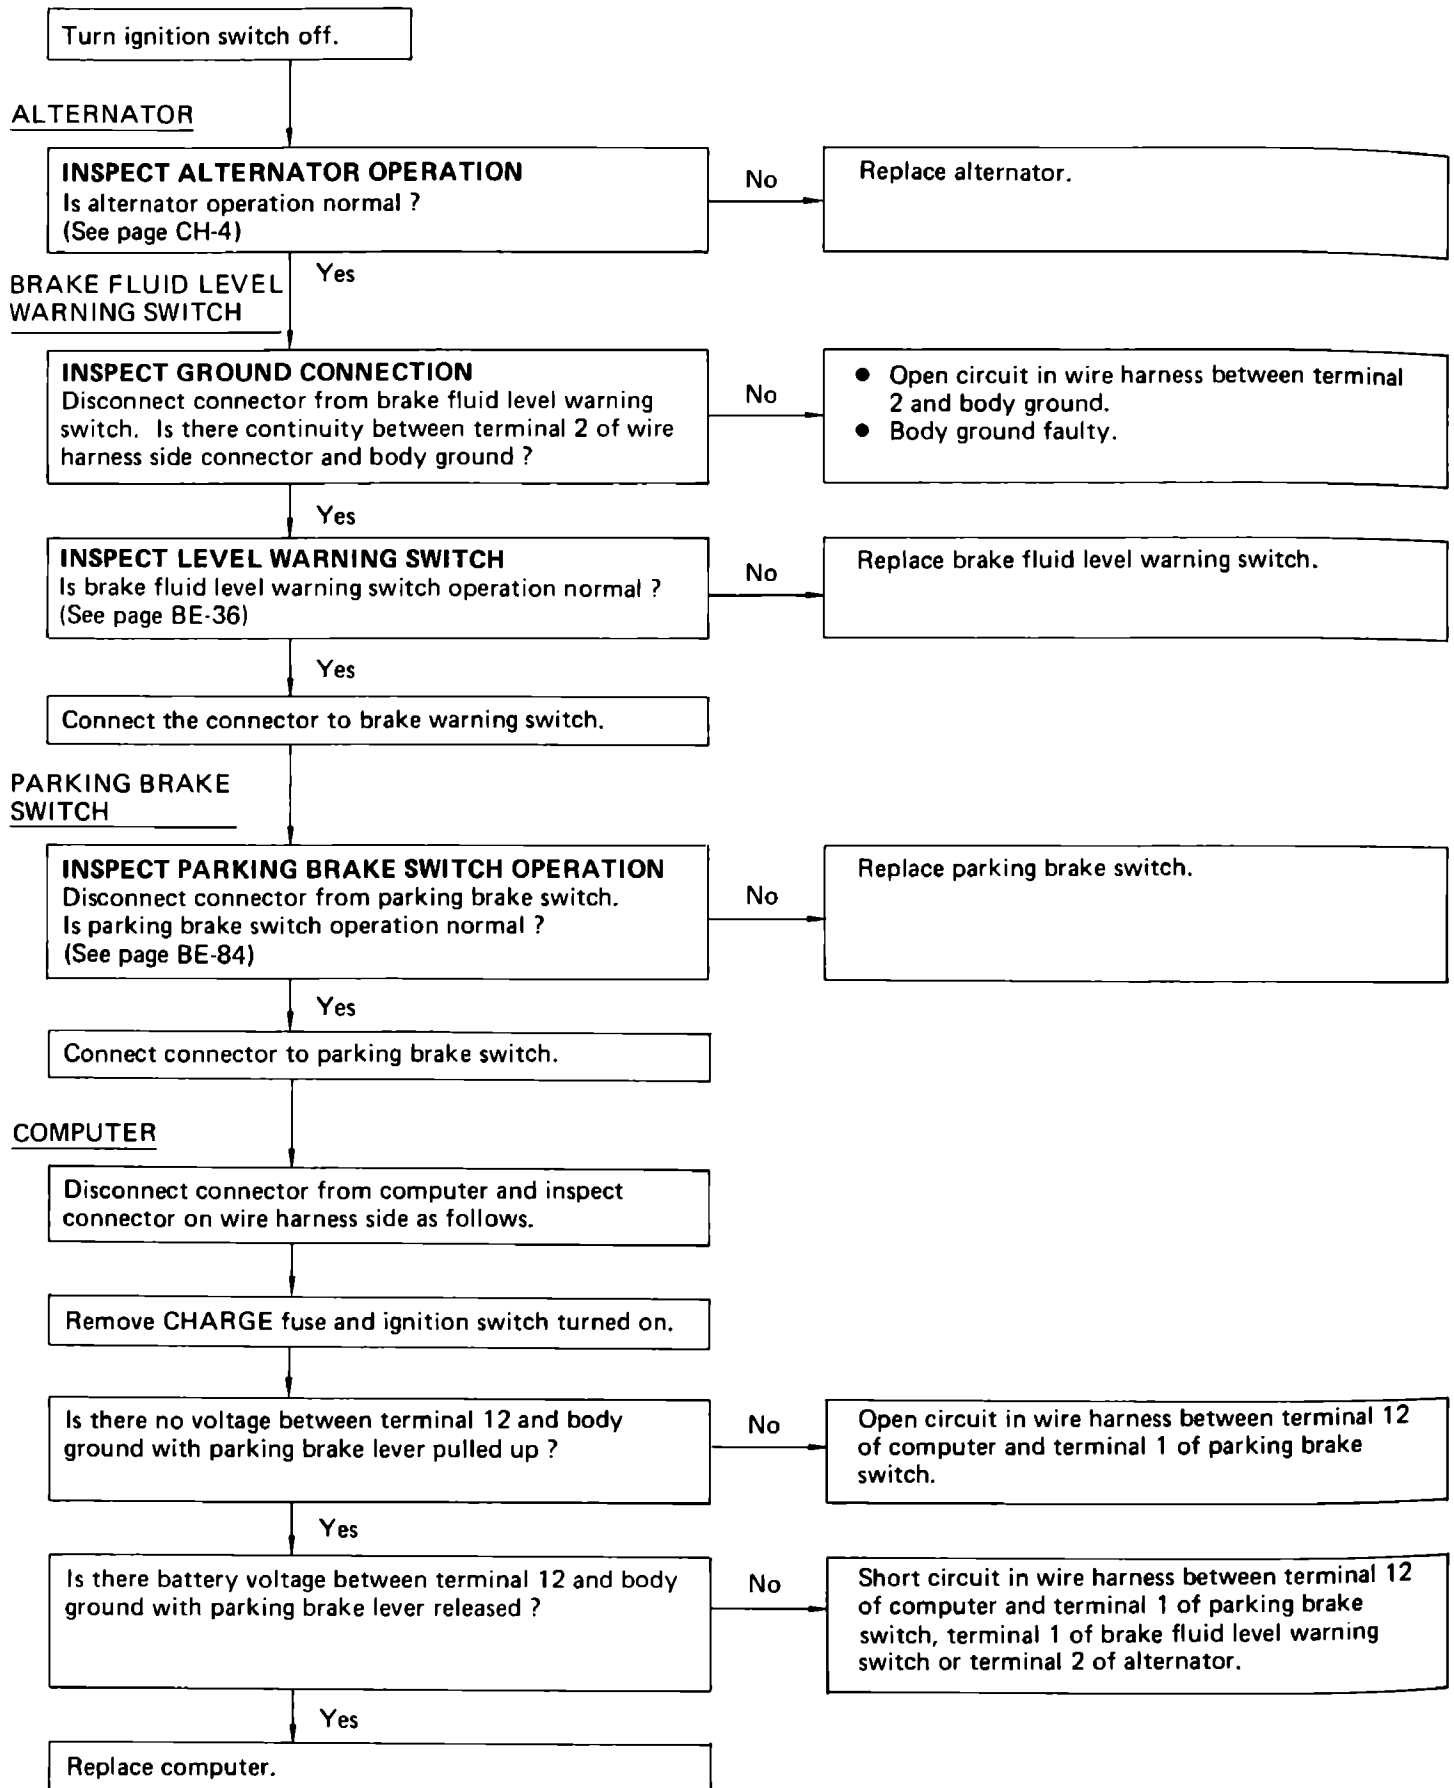 Turn ignition switch off.
ALTERNATOR
INSPECT ALTERNATOR OPERATION
Is alternator operation normal ?
(See page CH-4)
No
Replace alternator.
Yes
BRAKE FLUID LEVEL
WARNING SWITCH
INSPECT GROUND CONNECTION
Disconnect connector from brake fluid level warning
switch. Is there continuity between terminal 2 of wire
harness side connector and body ground ?
No
● Open circuit in wire harness between terminal
2 and body ground.
● Body ground faulty.
Yes
INSPECT LEVEL WARNING SWITCH
Is brake fluid level warning switch operation normal ?
(See page BE-36)
No
Replace brake fluid level warning switch.
Yes
Connect the connector to brake warning switch.
PARKING BRAKE
SWITCH
INSPECT PARKING BRAKE SWITCH OPERATION
Disconnect connector from parking brake switch.
Is parking brake switch operation normal ?
(See page BE-84)
No
Replace parking brake switch.
Yes
Connect connector to parking brake switch.
COMPUTER
Disconnect connector from computer and inspect
connector on wire harness side as follows.
Remove CHARGE fuse and ignition switch turned on.
Is there no voltage between terminal 12 and body
ground with parking brake lever pulled up ?
No
Open circuit in wire harness between terminal 12
of computer and terminal 1 of parking brake
switch.
Yes
Is there battery voltage between terminal 12 and body
ground with parking brake lever released ?
No
Short circuit in wire harness between terminal 12
of computer and terminal 1 of parking brake
switch, terminal 1 of brake fluid level warning
switch or terminal 2 of alternator.
Yes
Replace computer.